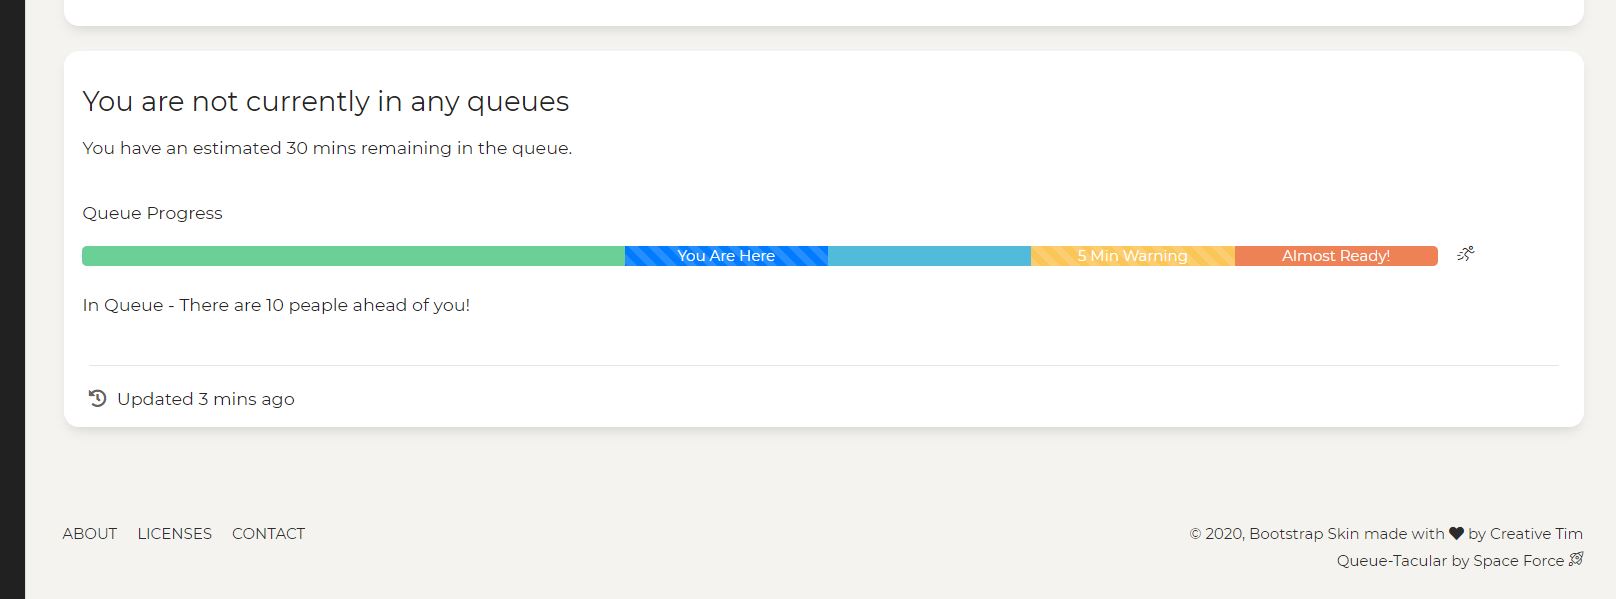 You are not currently in any queues
You have an estimated 30 mins remaining in the queue.
Queue Progress
You Are Here
5 Min Warning
Almost Ready!
In Queue - There are 10 peaple ahead of you!
Updated 3 mins ago
ABOUT LICENSES CONTACT
© 2020, Bootstrap Skin made with ♥ by Creative Tim
Queue-Tacular by Space Force